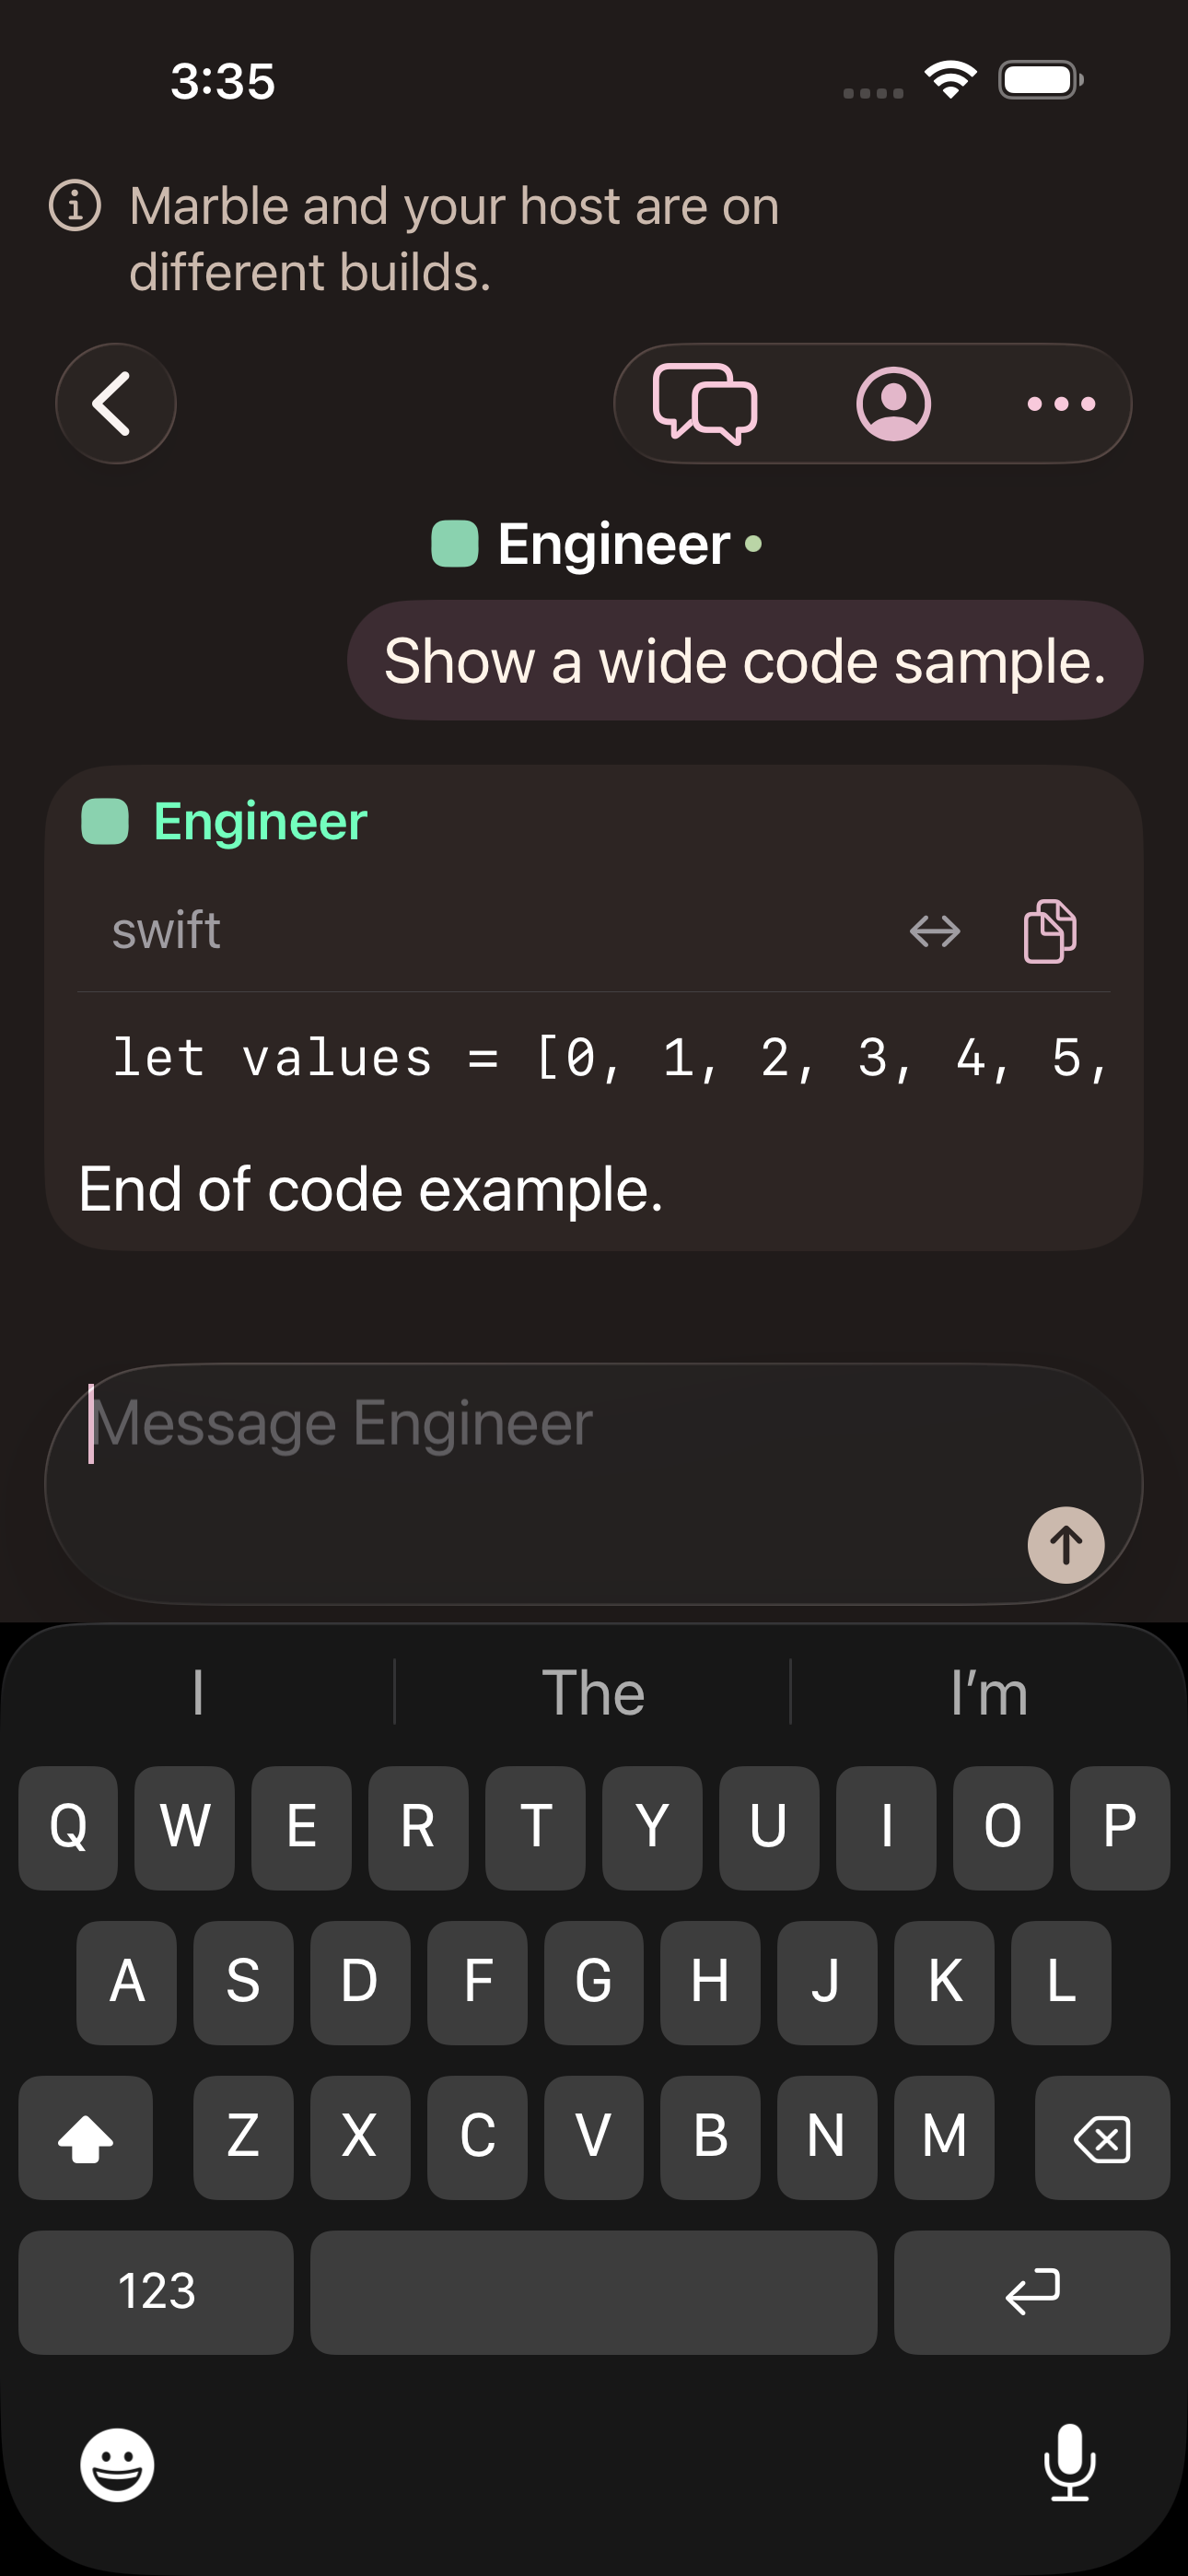 3:35
Marble and your host are on
different builds.
Engineer
Show a wide code sample.
Engineer
swift
let values = [0, 1, 2, 3, 4, 5,
End of code example.
Message Engineer
I The I’m
Q W E R T Y U I O P
A S D F G H J K L
Z X C V B N M
123